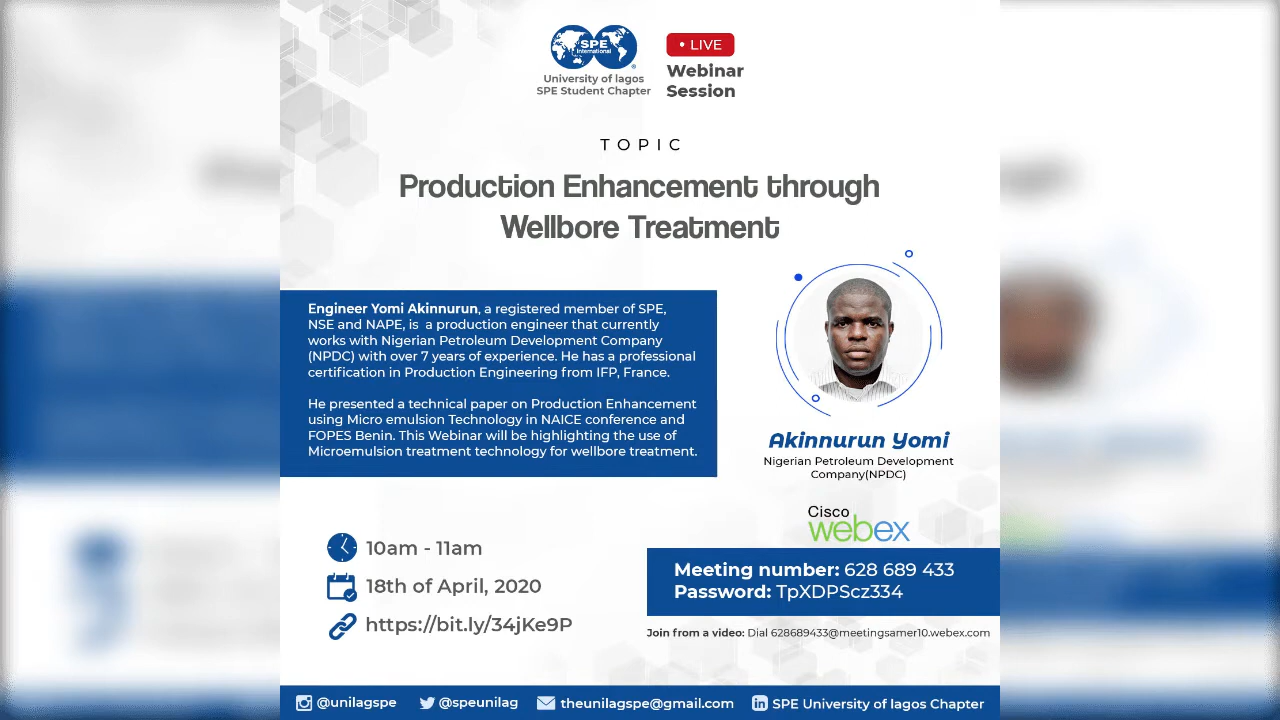 SPE
International
University of lagos
SPE Student Chapter
• LIVE
Webinar
Session
TOPIC
Production Enhancement through
Wellbore Treatment
Engineer Yomi Akinnurun, a registered member of SPE,
NSE and NAPE, is a production engineer that currently
works with Nigerian Petroleum Development Company
(NPDC) with over 7 years of experience. He has a professional
certification in Production Engineering from IFP, France.
He presented a technical paper on Production Enhancement
using Micro emulsion Technology in NAICE conference and
FOPES Benin. This Webinar will be highlighting the use of
Microemulsion treatment technology for wellbore treatment.
Akinnurun Yomi
Nigerian Petroleum Development
Company(NPDC)
10am - 11am
18th of April, 2020
https://bit.ly/34jKe9P
Cisco
webex
Meeting number: 628 689 433
Password: TpXDPScz334
Join from a video: Dial 628689433@meetingsamer10.webex.com
@unilagspe @speunilag theunilagspe@gmail.com SPE University of lagos Chapter